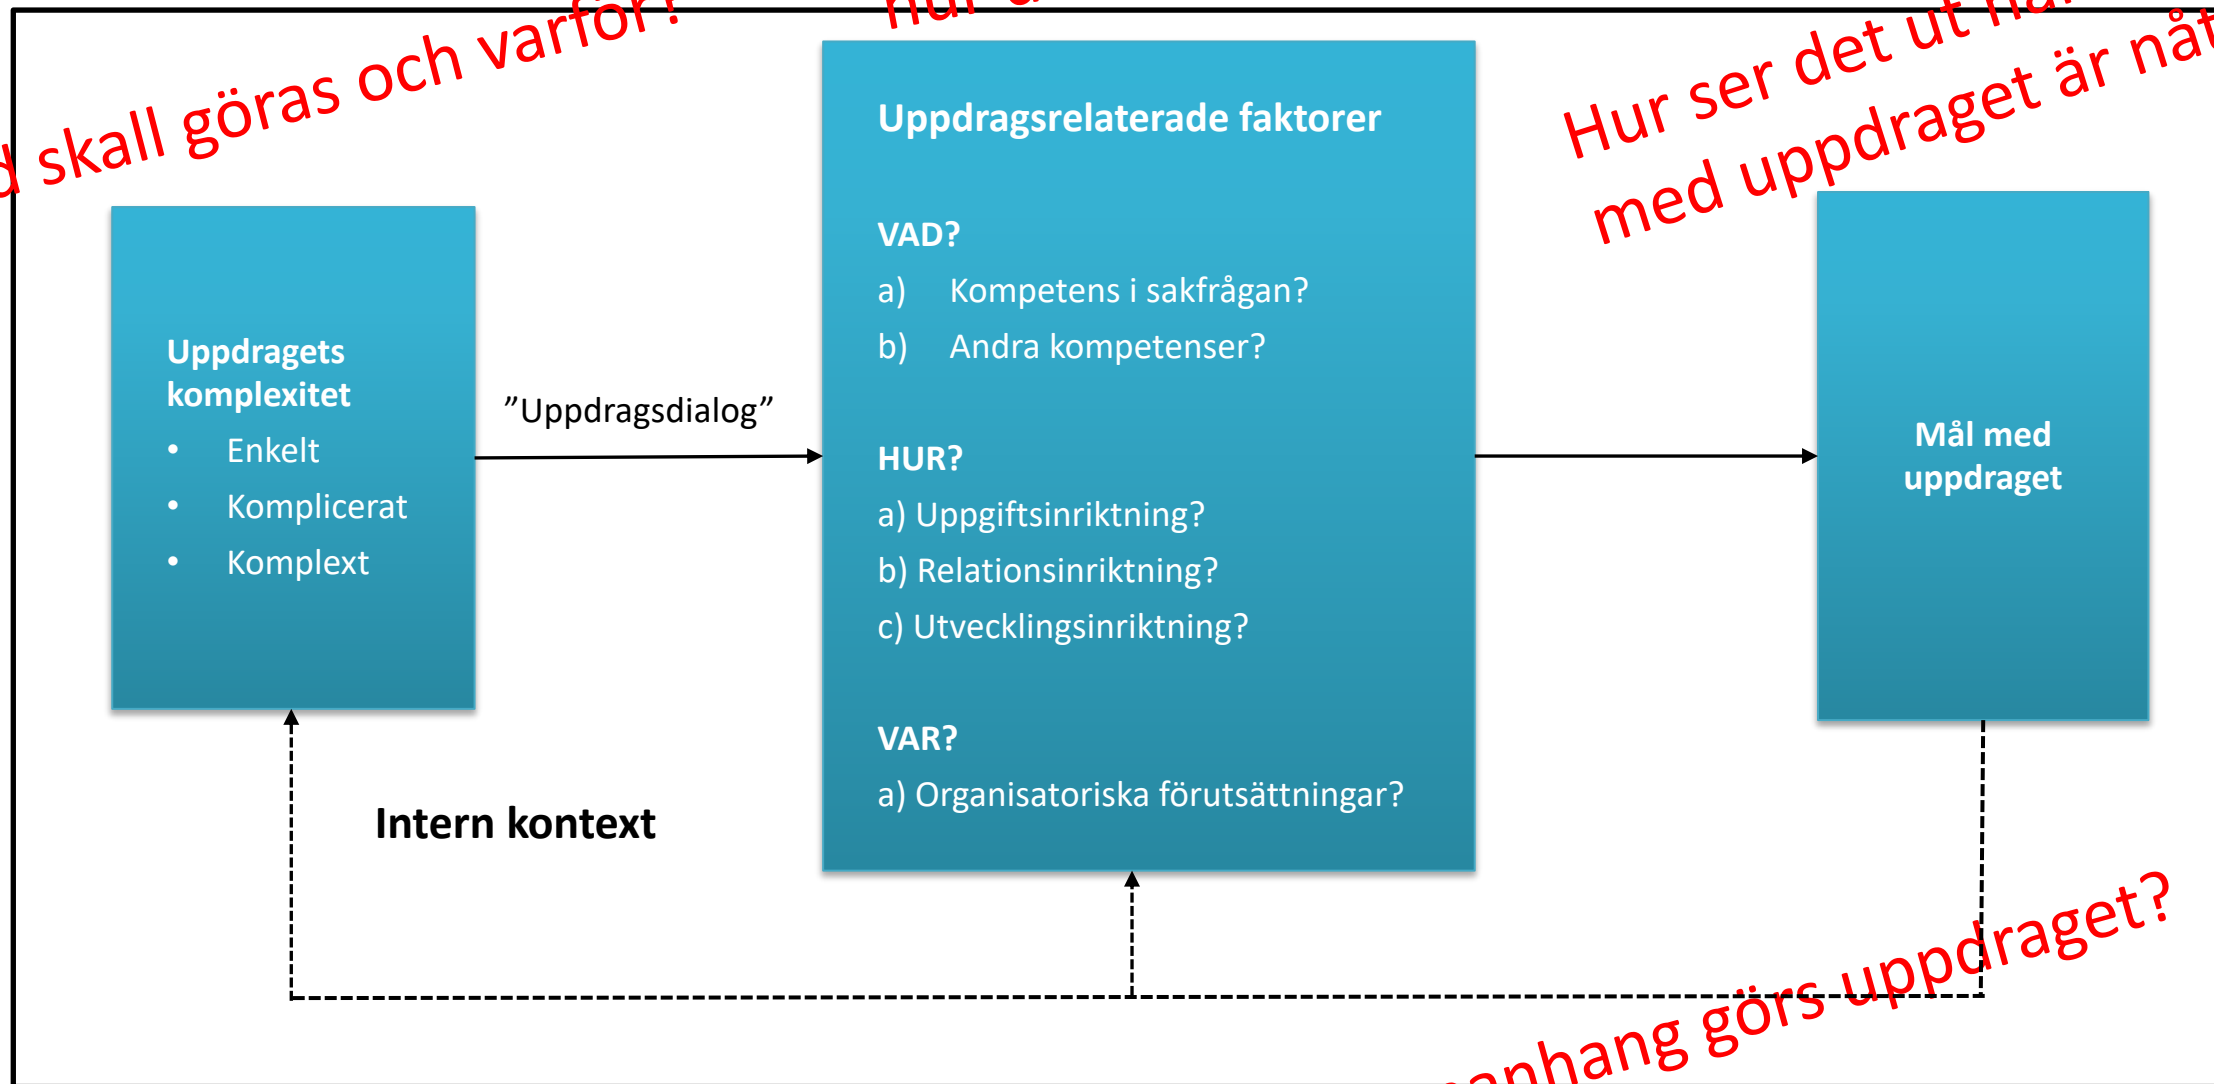 skall göras och varför?
hur
Hur ser det ut
med uppdraget är
Uppdragsrelaterade faktorer
VAD?
a) Kompetens i sakfrågan?
b) Andra kompetenser?
HUR?
a) Uppgiftsinriktning?
b) Relationsinriktning?
c) Utvecklingsinriktning?
VAR?
a) Organisatoriska förutsättningar?
Uppdragets
komplexitet
• Enkelt
• Komplicerat
• Komplext
”Uppdragsdialog”
Mål med
uppdraget
Intern kontext
görs uppdraget?